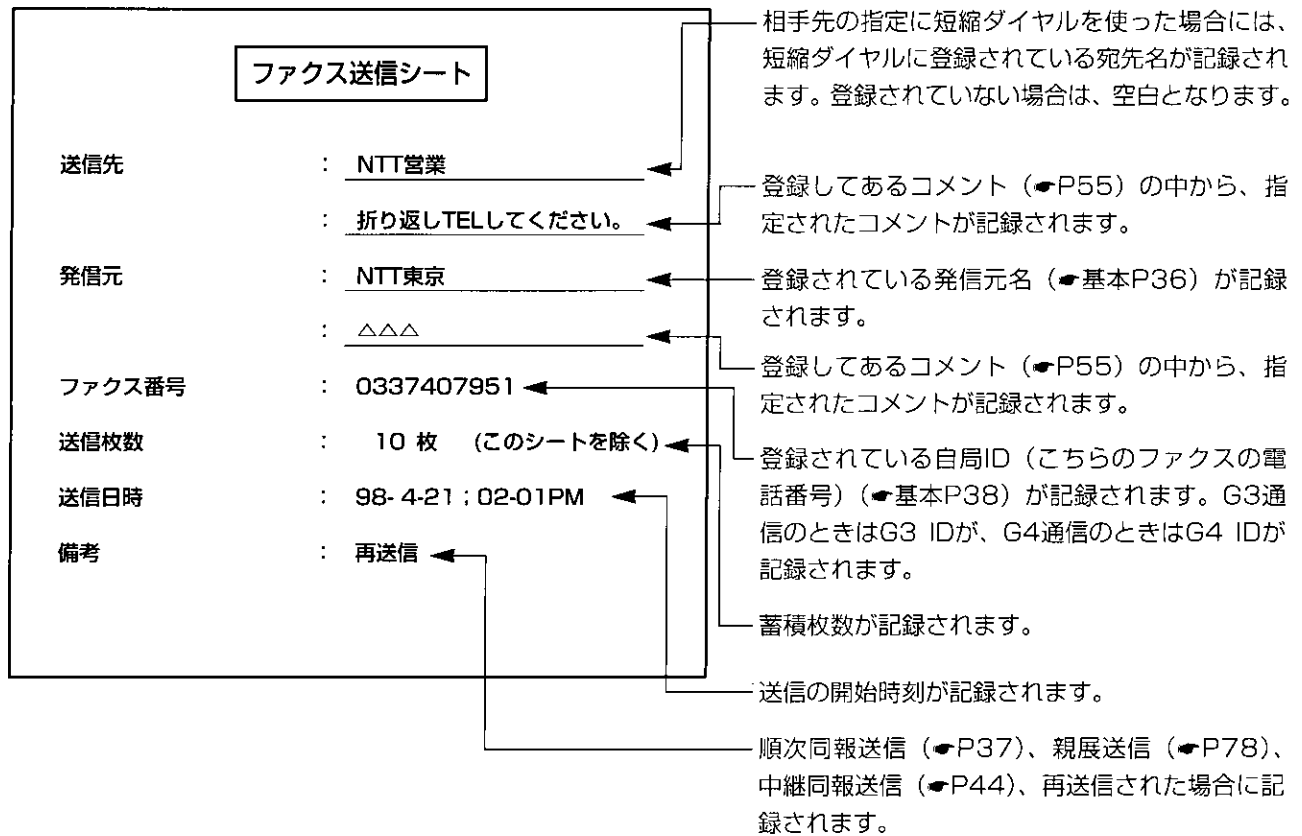 ファクス送信シート
送信先 : NTT営業
: 折り返しTELしてください。
発信元 : NTT東京
: △△△
ファクス番号 : 0337407951
送信枚数 : 10 枚 (このシートを除く)
送信日時 : 98- 4-21 ; 02-01PM
備考 : 再送信
相手先の指定に短縮ダイヤルを使った場合には、
短縮ダイヤルに登録されている宛先名が記録され
ます。登録されていない場合は、空白となります。
登録してあるコメント（☛P55）の中から、指
定されたコメントが記録されます。
登録されている発信元名（☛基本P36）が記録
されます。
登録してあるコメント（☛P55）の中から、指
定されたコメントが記録されます。
登録されている自局ID（こちらのファクスの電
話番号）（☛基本P38）が記録されます。G3通
信のときはG3 IDが、G4通信のときはG4 IDが
記録されます。
蓄積枚数が記録されます。
送信の開始時刻が記録されます。
順次同報送信（☛P37）、親展送信（☛P78）、
中継同報送信（☛P44）、再送信された場合に記
録されます。